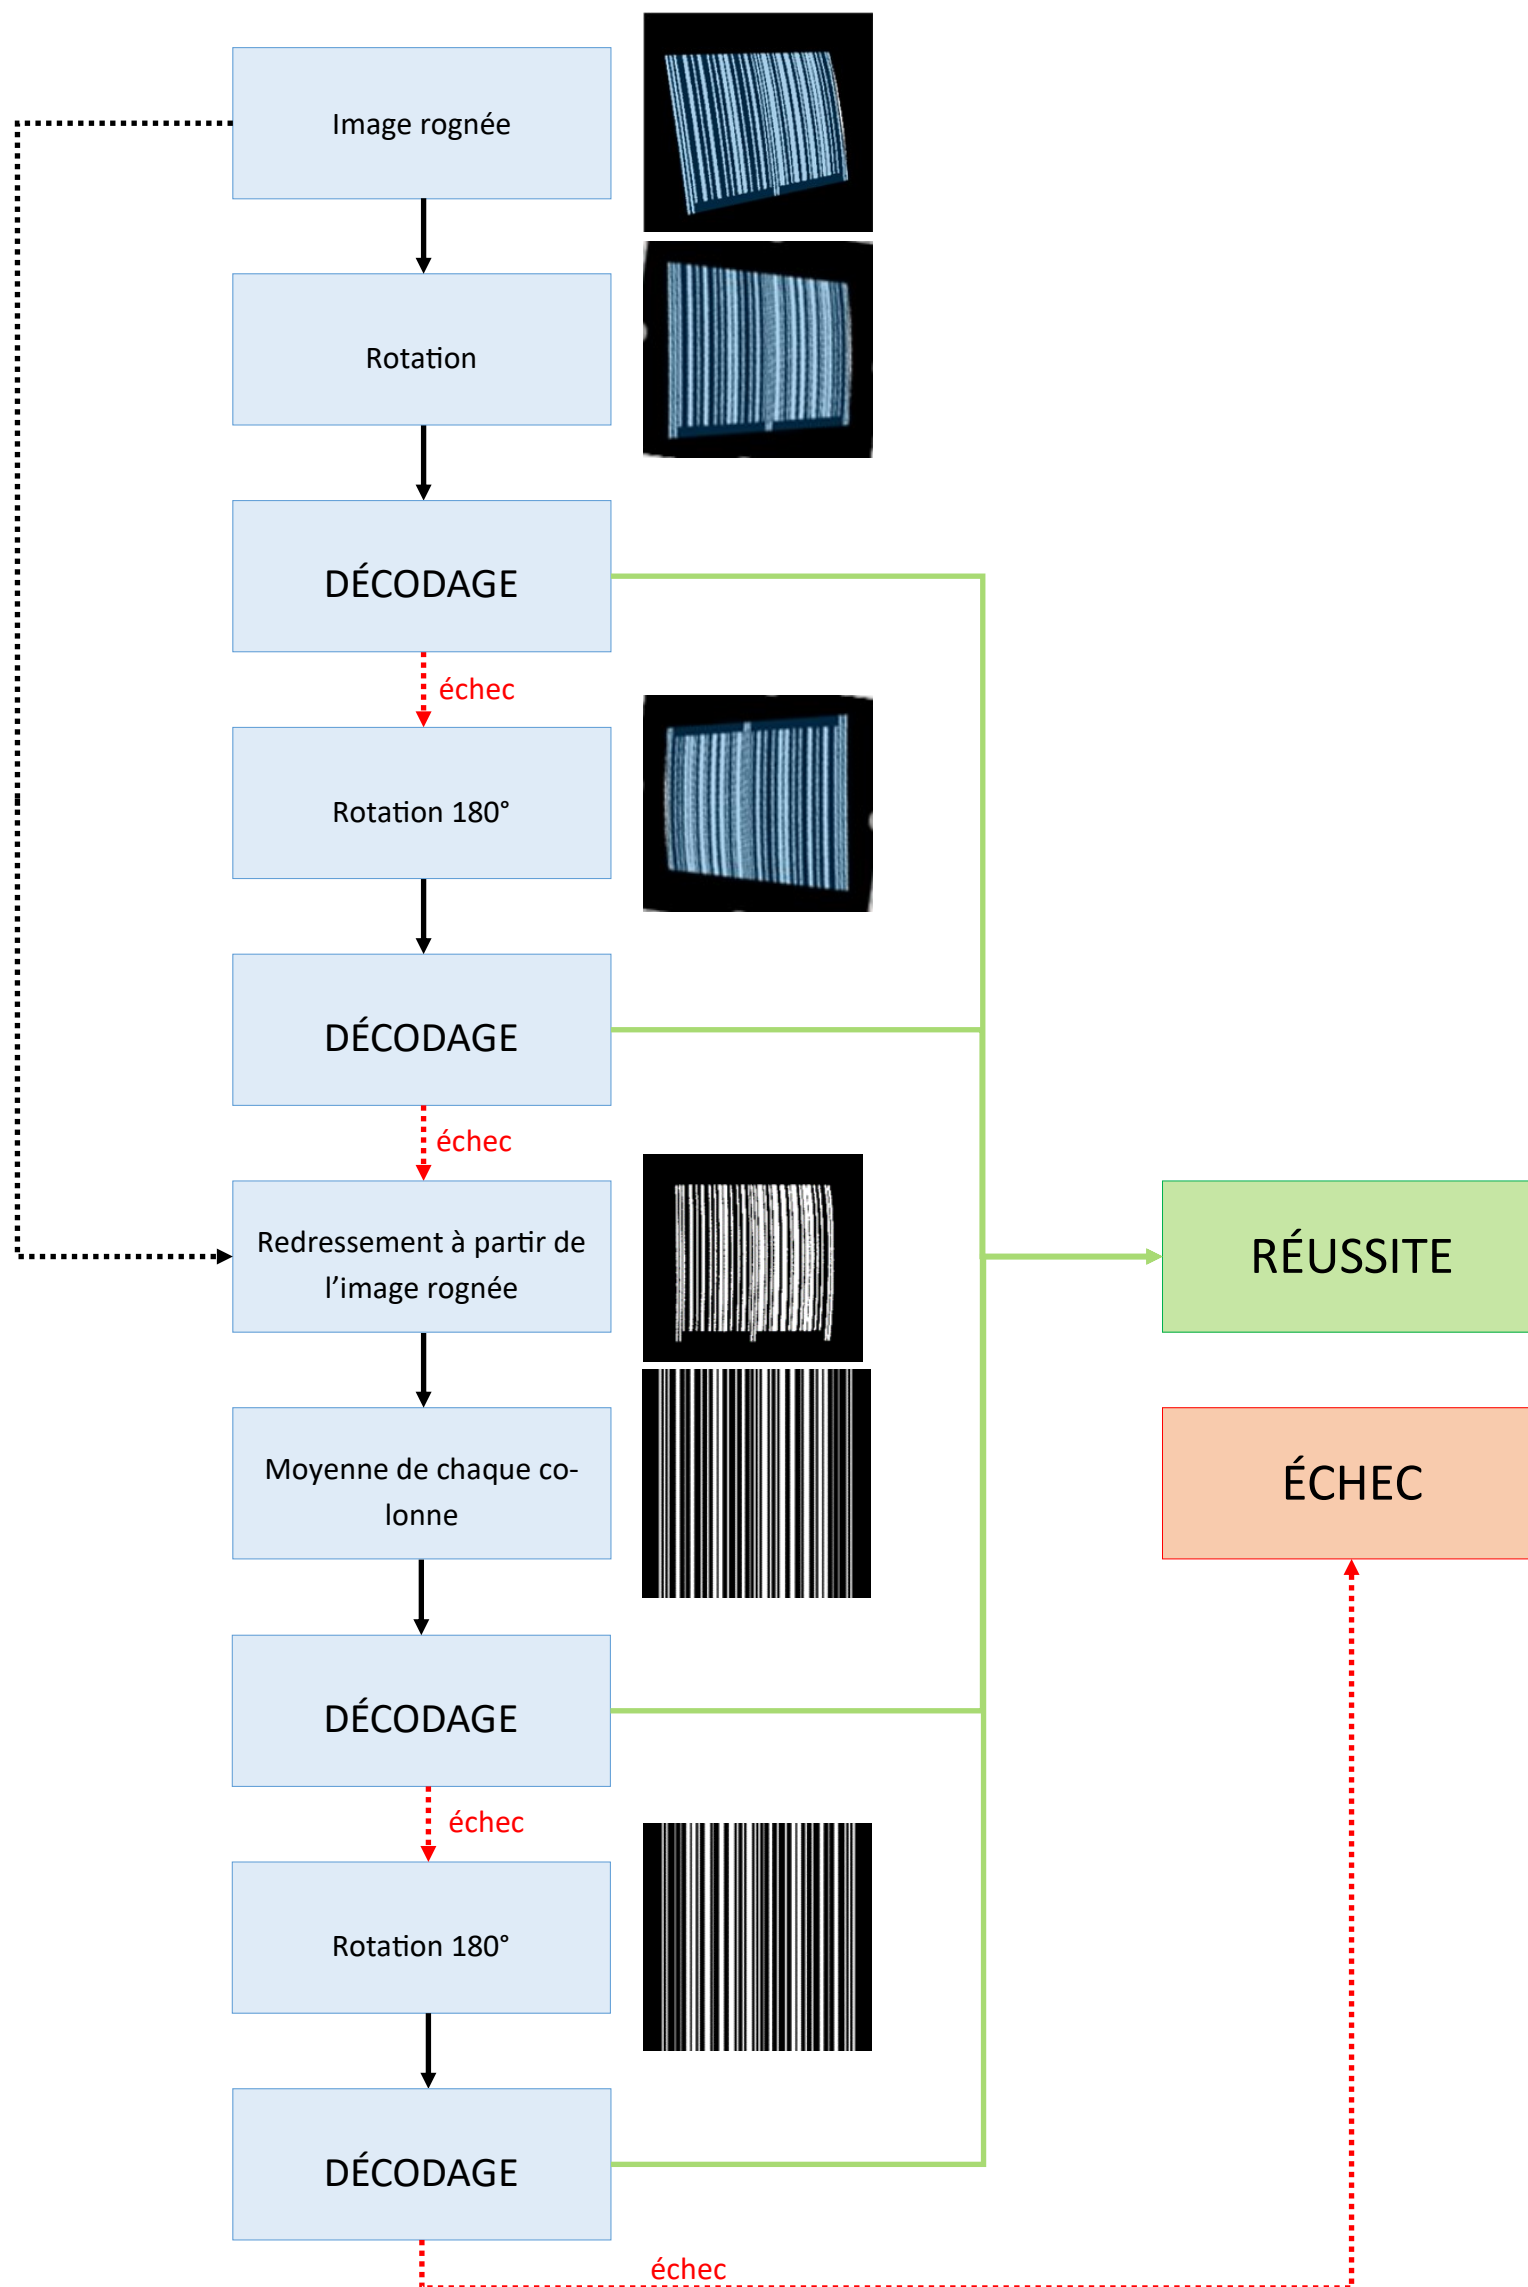 Image rognée
Rotation
DÉCODAGE
échec
Rotation 180°
DÉCODAGE
échec
Redressement à partir de
l’image rognée
RÉUSSITE
Moyenne de chaque co-
lonne
ÉCHEC
DÉCODAGE
échec
Rotation 180°
DÉCODAGE
échec